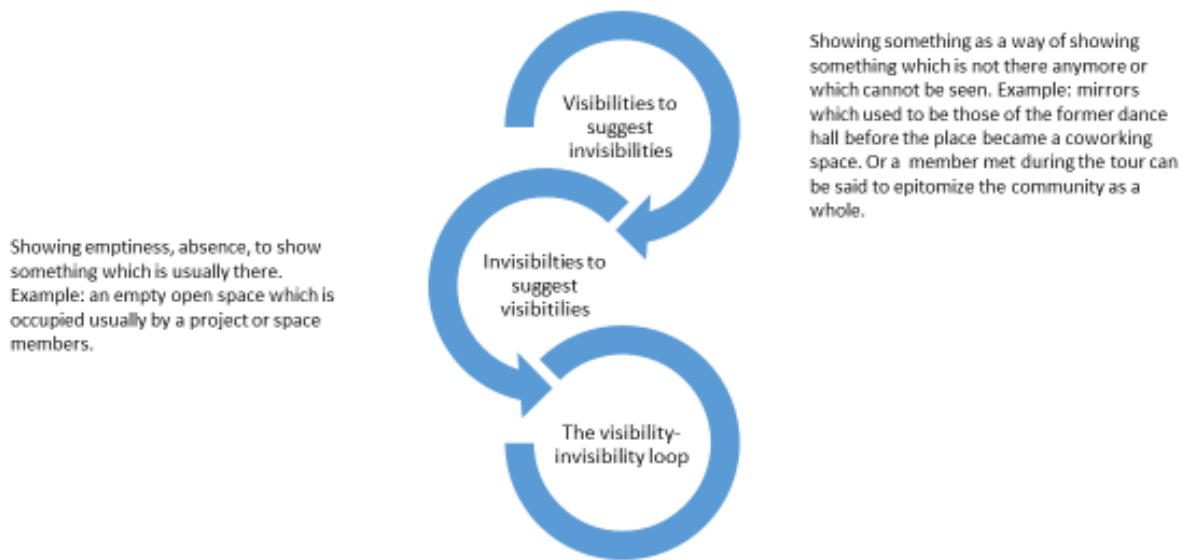 Visibilities to
suggest
invisibilities
Showing something as a way of showing
something which is not there anymore or
which cannot be seen. Example: mirrors
which used to be those of the former dance
hall before the place became a coworking
space. Or a member met during the tour can
be said to epitomize the community as a
whole.
Showing emptiness, absence, to show
something which is usually there.
Example: an empty open space which is
occupied usually by a project or space
members.
Invisibilties to
suggest
visibitilies
The visibility-
invisibility loop